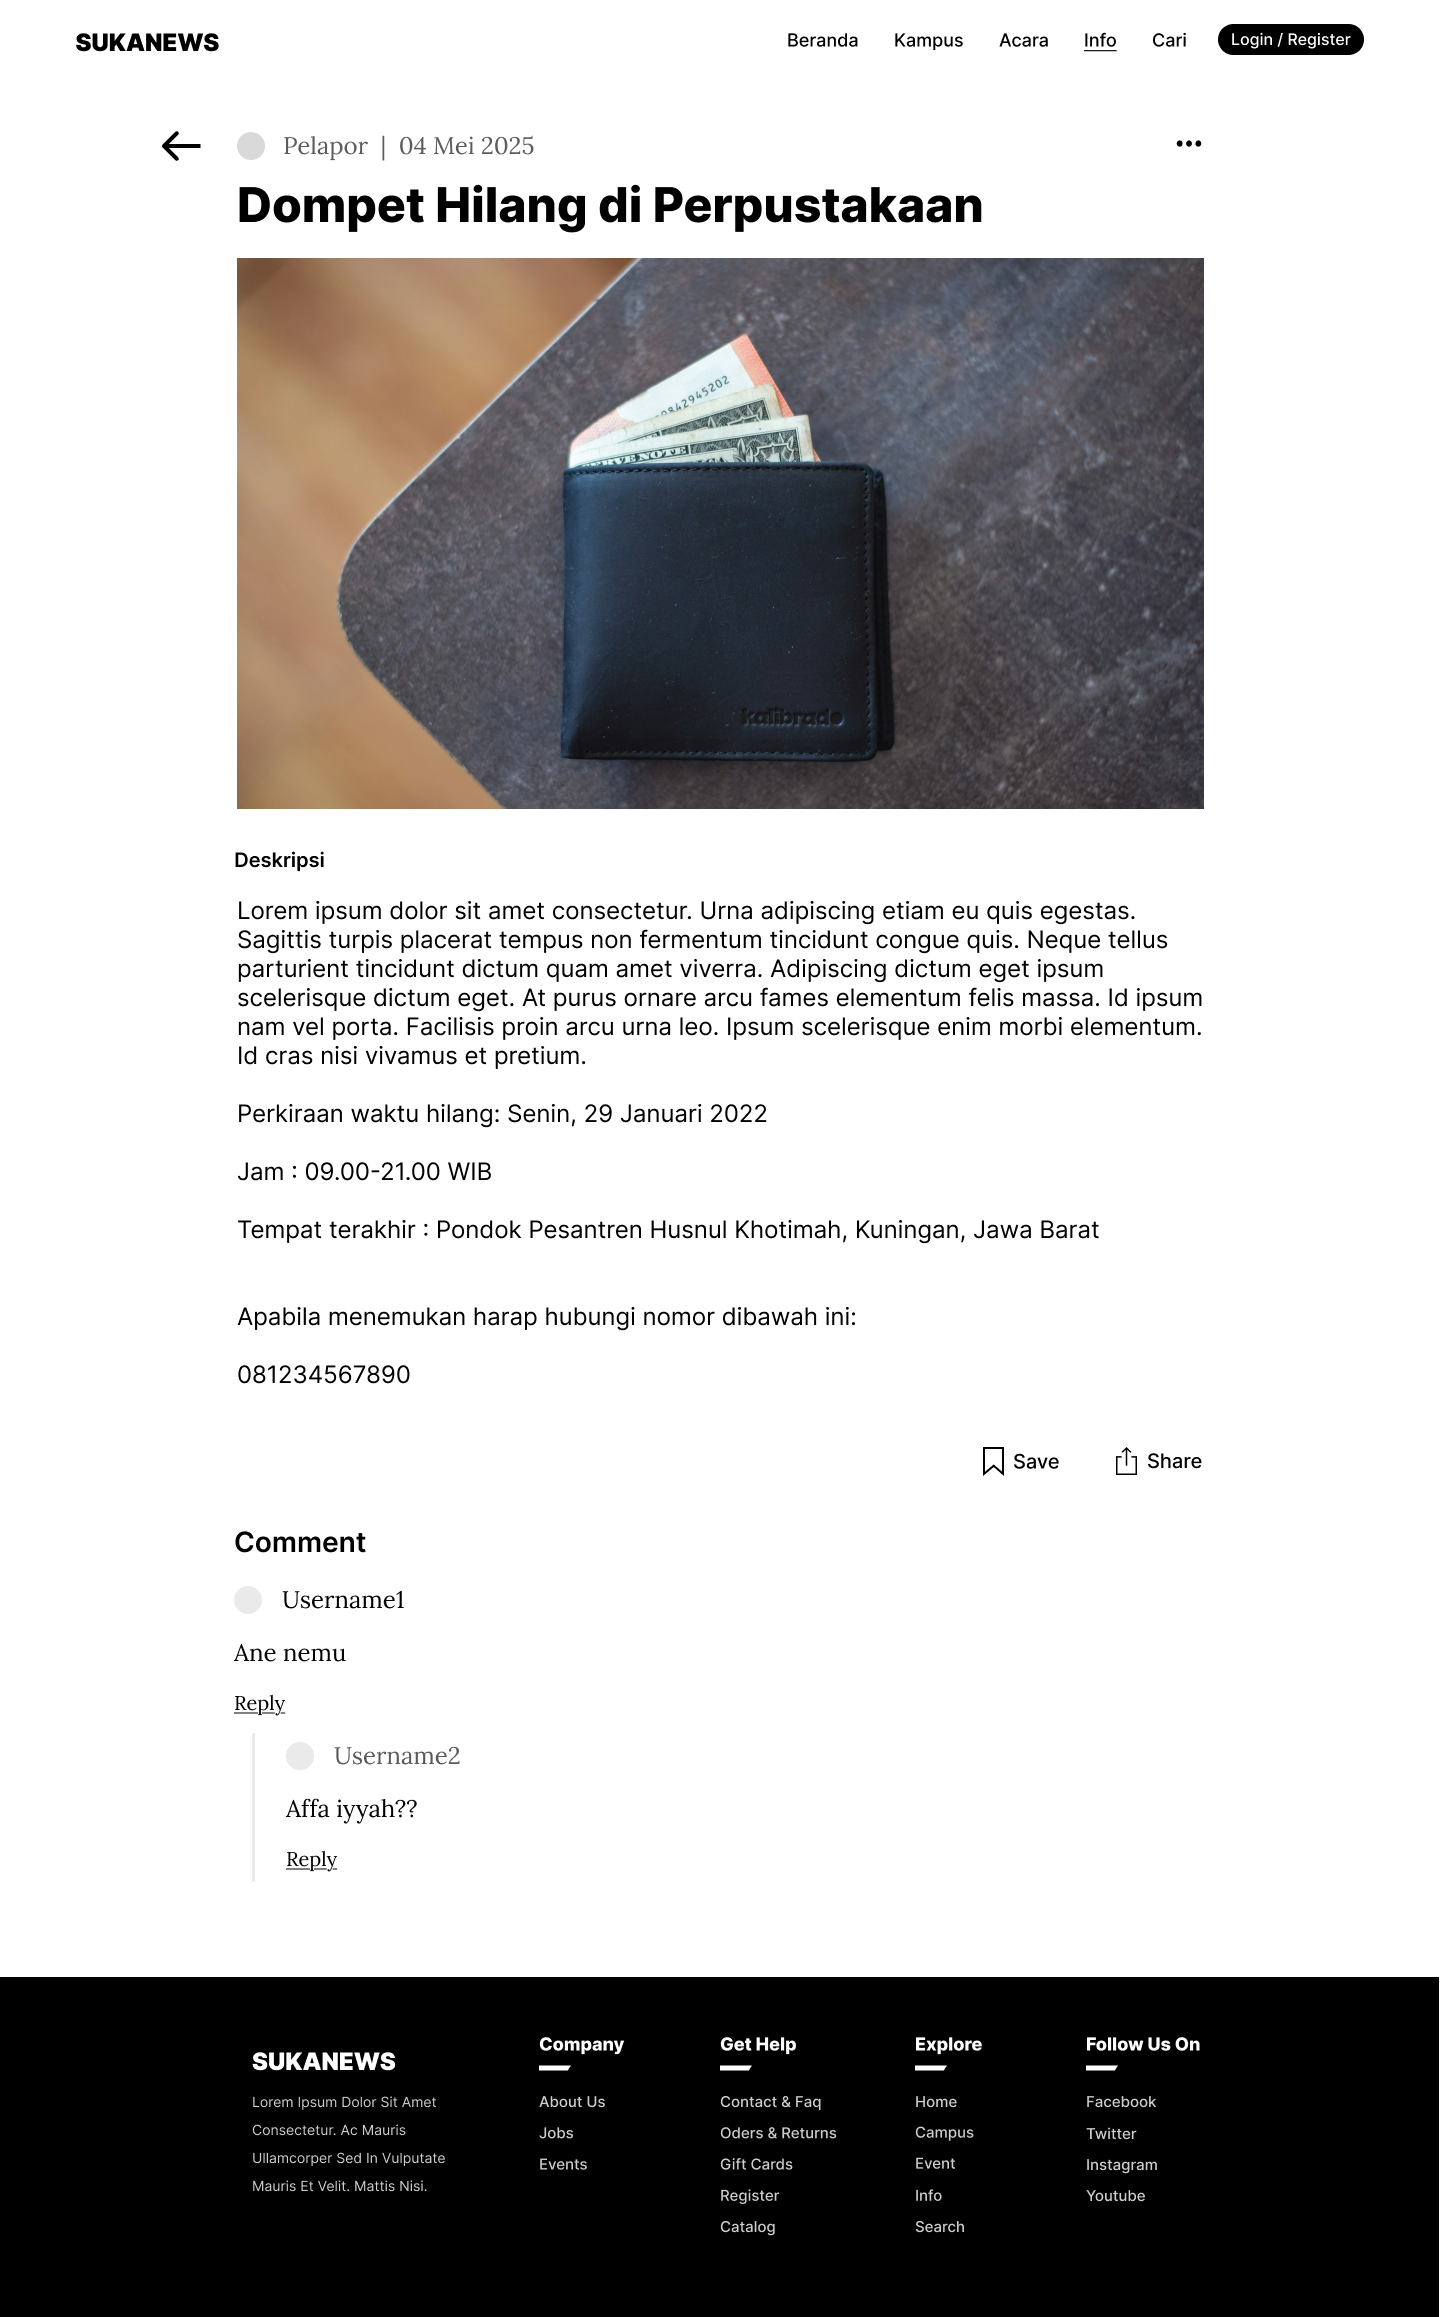 SUKANEWS
Beranda Kampus Acara Info Cari Login / Register
Pelapor | 04 Mei 2025
Dompet Hilang di Perpustakaan
0842945202
kalibrado
Deskripsi
Lorem ipsum dolor sit amet consectetur. Urna adipiscing etiam eu quis egestas.
Sagittis turpis placerat tempus non fermentum tincidunt congue quis. Neque tellus
parturient tincidunt dictum quam amet viverra. Adipiscing dictum eget ipsum
scelerisque dictum eget. At purus ornare arcu fames elementum felis massa. Id ipsum
nam vel porta. Facilisis proin arcu urna leo. Ipsum scelerisque enim morbi elementum.
Id cras nisi vivamus et pretium.
Perkiraan waktu hilang: Senin, 29 Januari 2022
Jam : 09.00-21.00 WIB
Tempat terakhir : Pondok Pesantren Husnul Khotimah, Kuningan, Jawa Barat
Apabila menemukan harap hubungi nomor dibawah ini:
081234567890
Save Share
Comment
Username1
Ane nemu
Reply
Username2
Affa iyyah??
Reply
SUKANEWS
Lorem Ipsum Dolor Sit Amet
Consectetur. Ac Mauris
Ullamcorper Sed In Vulputate
Mauris Et Velit. Mattis Nisi.
Company
About Us
Jobs
Events
Get Help
Contact & Faq
Oders & Returns
Gift Cards
Register
Catalog
Explore
Home
Campus
Event
Info
Search
Follow Us On
Facebook
Twitter
Instagram
Youtube